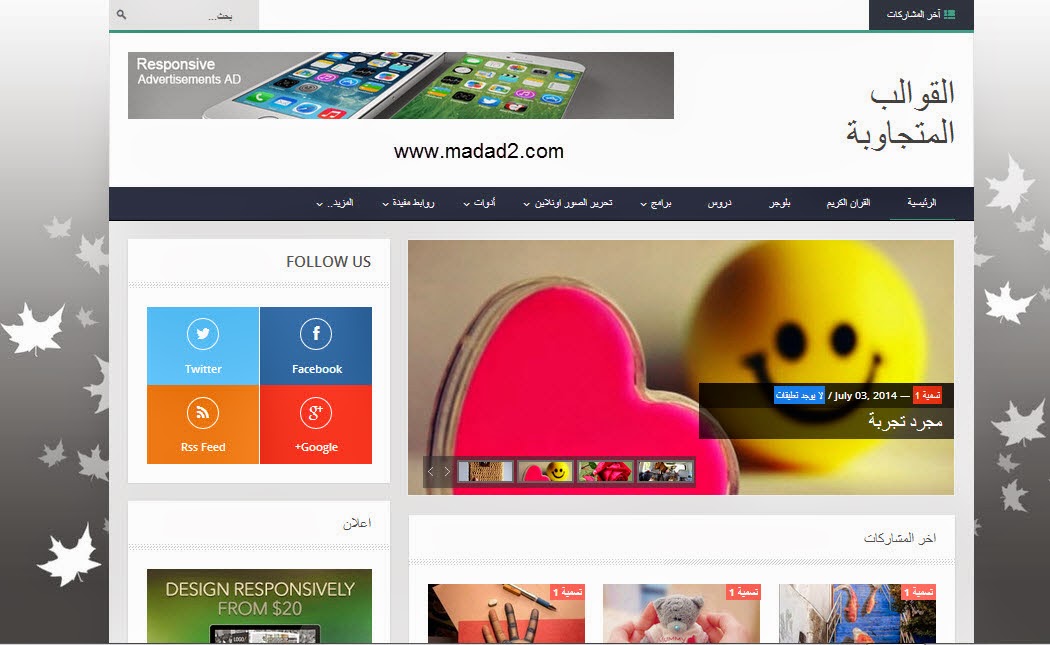 آخر المشاركات
بحث...
القوالب
المتجاوبة
Responsive
Advertisements AD
www.madad2.com
الرئيسية
القران الكريم
بلوجر
دروس
برامج
تحرير الصور اونلاين
أدوات
روابط مفيدة
المزيد..
تسمية 1 — July 03, 2014 / لا يوجد تعليقات
مجرد تجربة
FOLLOW US
Twitter
Facebook
Rss Feed
+Google
اعلان
DESIGN RESPONSIVELY
FROM $20
اخر المشاركات
تسمية 1
تسمية 1
تسمية 1